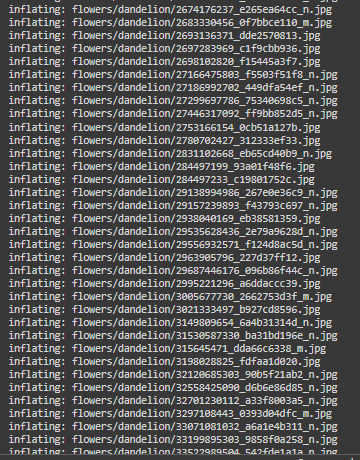 inflating: flowers/dandelion/2674176237_e265ea64cc_n.jpg
inflating: flowers/dandelion/2683330456_0f7bbce110_m.jpg
inflating: flowers/dandelion/2693136371_dde2570813.jpg
inflating: flowers/dandelion/2697283969_c1f9cbb936.jpg
inflating: flowers/dandelion/2698102820_f15445a3f7.jpg
inflating: flowers/dandelion/27166475803_f5503f51f8_n.jpg
inflating: flowers/dandelion/27186992702_449dfa54ef_n.jpg
inflating: flowers/dandelion/27299697786_75340698c5_n.jpg
inflating: flowers/dandelion/27446317092_ff9bb852d5_n.jpg
inflating: flowers/dandelion/2753166154_0cb51a127b.jpg
inflating: flowers/dandelion/2780702427_312333ef33.jpg
inflating: flowers/dandelion/2831102668_eb65cd40b9_n.jpg
inflating: flowers/dandelion/284497199_93a01f48f6.jpg
inflating: flowers/dandelion/284497233_c19801752c.jpg
inflating: flowers/dandelion/29138994986_267e0e36c9_n.jpg
inflating: flowers/dandelion/29157239893_f43793c697_n.jpg
inflating: flowers/dandelion/2938040169_eb38581359.jpg
inflating: flowers/dandelion/29535628436_2e79a9628d_n.jpg
inflating: flowers/dandelion/29556932571_f124d8ac5d_n.jpg
inflating: flowers/dandelion/2963905796_227d37ff12.jpg
inflating: flowers/dandelion/29687446176_096b86f44c_n.jpg
inflating: flowers/dandelion/2995221296_a6ddaccc39.jpg
inflating: flowers/dandelion/3005677730_2662753d3f_m.jpg
inflating: flowers/dandelion/3021333497_b927cd8596.jpg
inflating: flowers/dandelion/3149809654_6a4b31314d_n.jpg
inflating: flowers/dandelion/31530587330_ba31bd196e_n.jpg
inflating: flowers/dandelion/315645471_dda66c6338_m.jpg
inflating: flowers/dandelion/3198028825_fdfaa1d020.jpg
inflating: flowers/dandelion/32120685303_90b5f21ab2_n.jpg
inflating: flowers/dandelion/32558425090_d6b6e86d85_n.jpg
inflating: flowers/dandelion/32701230112_a33f8003a5_n.jpg
inflating: flowers/dandelion/3297108443_0393d04dfc_m.jpg
inflating: flowers/dandelion/33071081032_a6a1e4b311_n.jpg
inflating: flowers/dandelion/33199895303_9858f0a258_n.jpg
inflating: flowers/dandelion/33522989504_542fde1a1a_n.jpg